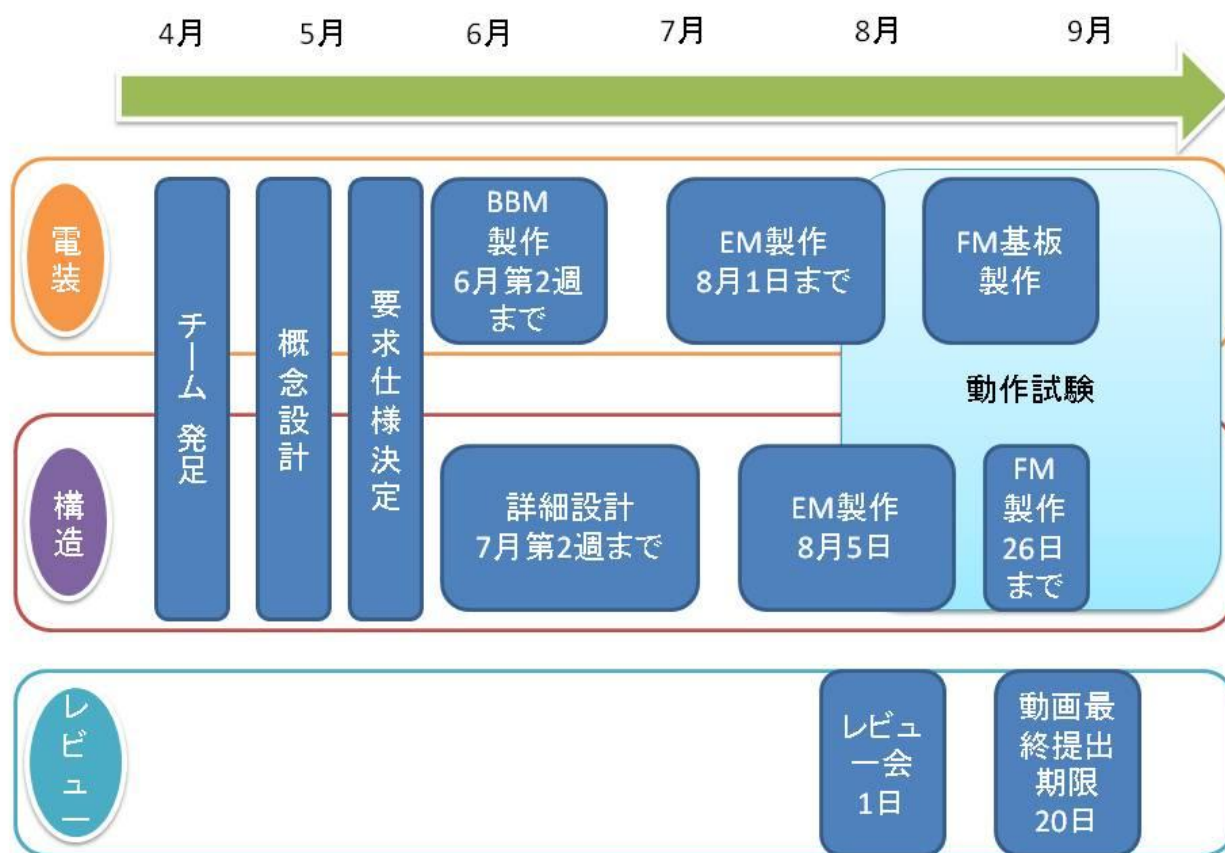 4月 5月 6月 7月 8月 9月
電装
チーム 発足
概念設計
要求仕様決定
BBM
製作
6月第2週
まで
EM製作
8月1日まで
FM基板
製作
動作試験
構造
詳細設計
7月第2週まで
EM製作
8月5日
FM
製作
26日
まで
レビュー
レビュ
ー会
1日
動画最
終提出
期限
20日